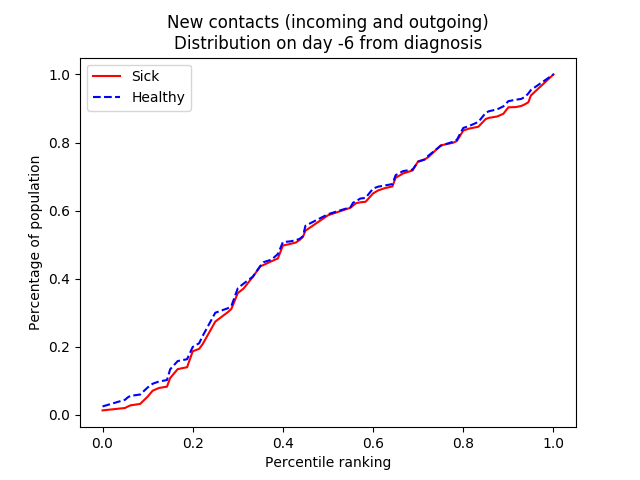 New contacts (incoming and outgoing)
Distribution on day -6 from diagnosis
Sick
Healthy
Percentage of population
1.0
0.8
0.6
0.4
0.2
0.0
0.0 0.2 0.4 0.6 0.8 1.0
Percentile ranking